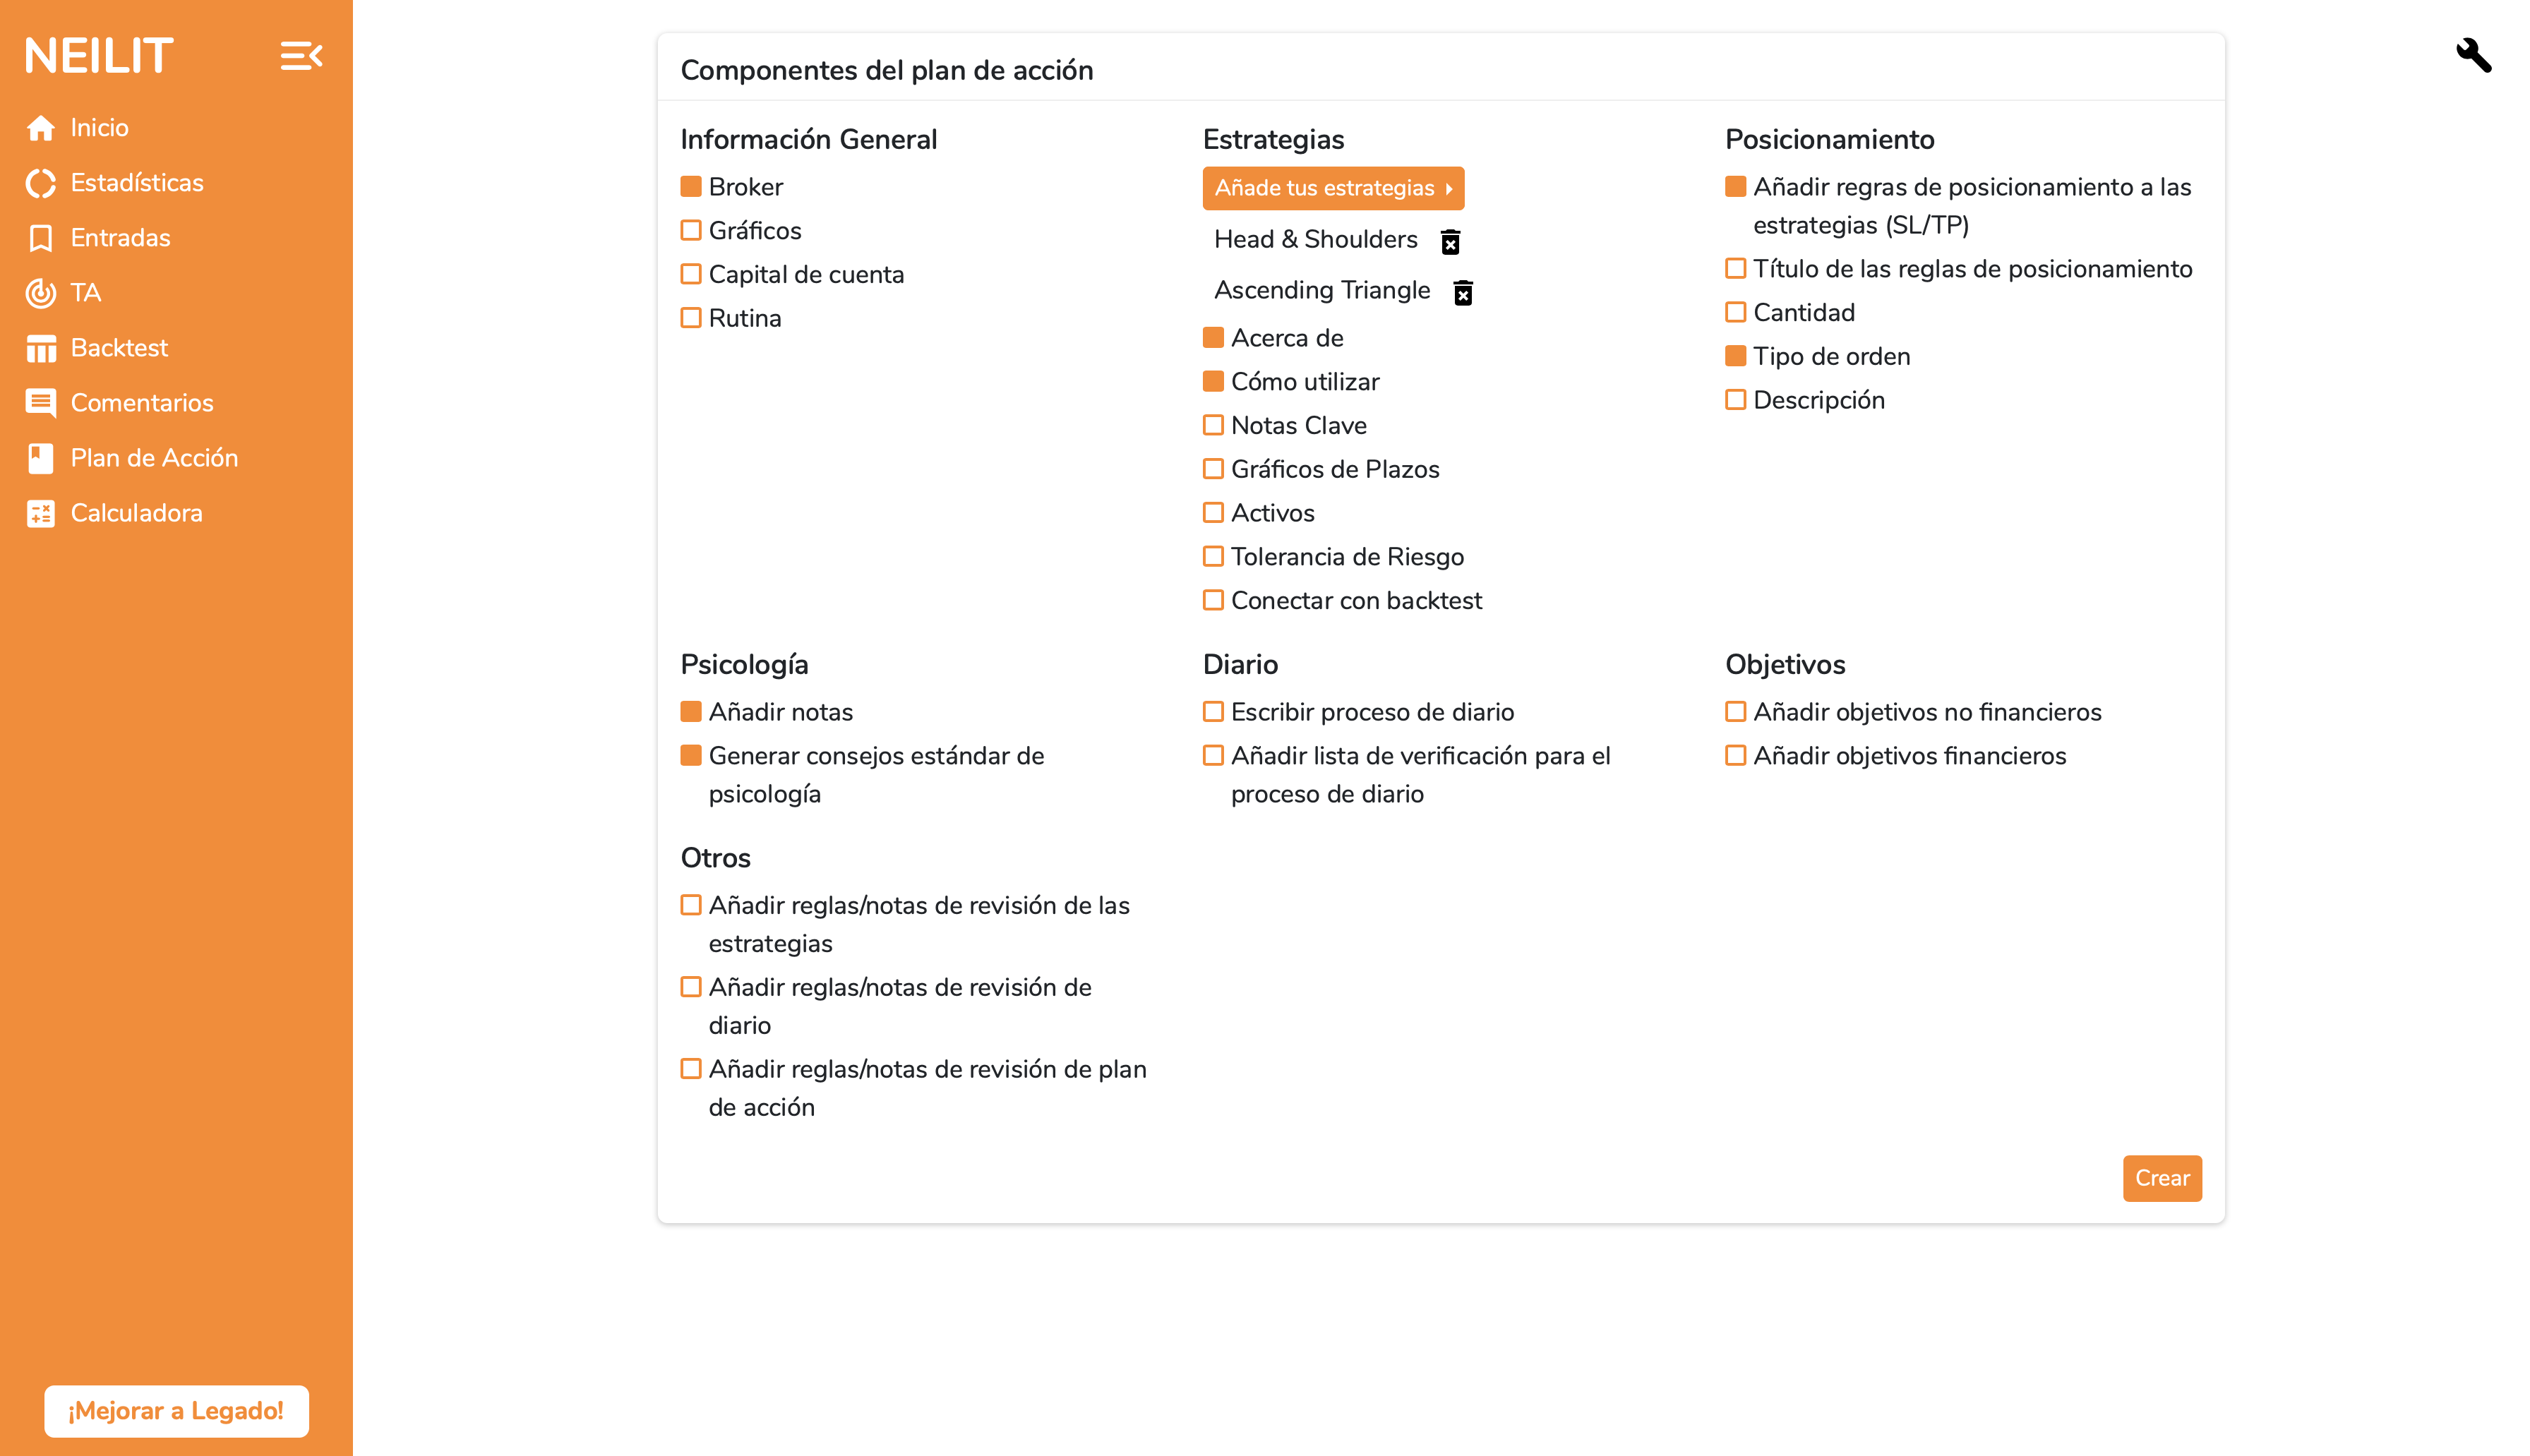 NEILIT
Inicio
Estadísticas
Entradas
TA
Backtest
Comentarios
Plan de Acción
Calculadora
¡Mejorar a Legado!
Componentes del plan de acción
Información General
Broker
Gráficos
Capital de cuenta
Rutina
Estrategias
Añade tus estrategias
Head & Shoulders
Ascending Triangle
Acerca de
Cómo utilizar
Notas Clave
Gráficos de Plazos
Activos
Tolerancia de Riesgo
Conectar con backtest
Posicionamiento
Añadir regras de posicionamiento a las
estrategias (SL/TP)
Título de las reglas de posicionamiento
Cantidad
Tipo de orden
Descripción
Psicología
Añadir notas
Generar consejos estándar de
psicología
Diario
Escribir proceso de diario
Añadir lista de verificación para el
proceso de diario
Objetivos
Añadir objetivos no financieros
Añadir objetivos financieros
Otros
Añadir reglas/notas de revisión de las
estrategias
Añadir reglas/notas de revisión de
diario
Añadir reglas/notas de revisión de plan
de acción
Crear